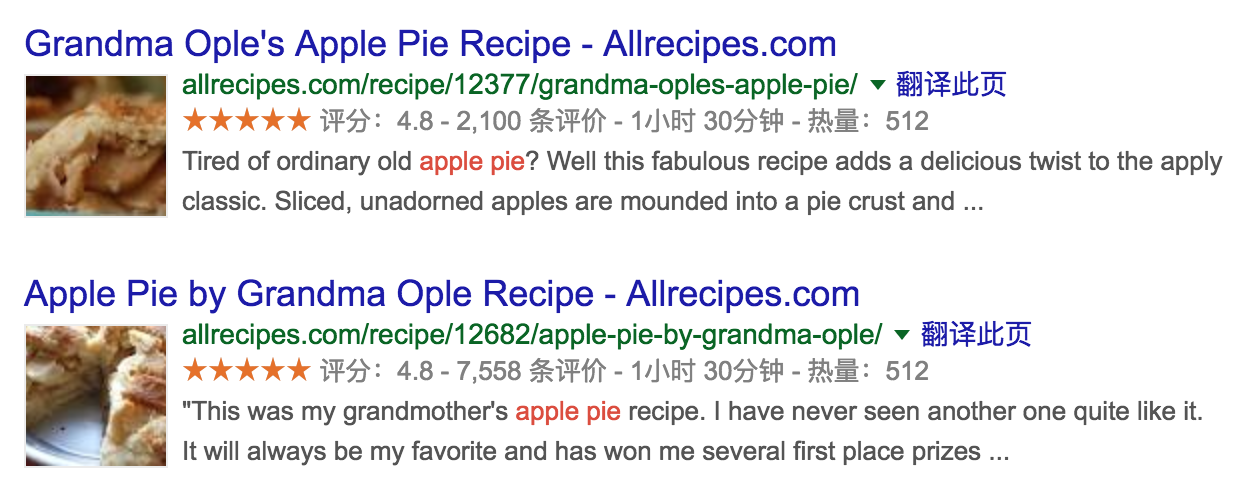 Grandma Ople's Apple Pie Recipe - Allrecipes.com
allrecipes.com/recipe/12377/grandma-oples-apple-pie/ ▼ 翻译此页
★★★★★ 评分：4.8 - 2,100 条评价 - 1小时 30分钟 - 热量：512
Tired of ordinary old apple pie? Well this fabulous recipe adds a delicious twist to the apply
classic. Sliced, unadorned apples are mounded into a pie crust and ...
Apple Pie by Grandma Ople Recipe - Allrecipes.com
allrecipes.com/recipe/12682/apple-pie-by-grandma-ople/ ▼ 翻译此页
★★★★★ 评分：4.8 - 7,558 条评价 - 1小时 30分钟 - 热量：512
"This was my grandmother's apple pie recipe. I have never seen another one quite like it.
It will always be my favorite and has won me several first place prizes ...